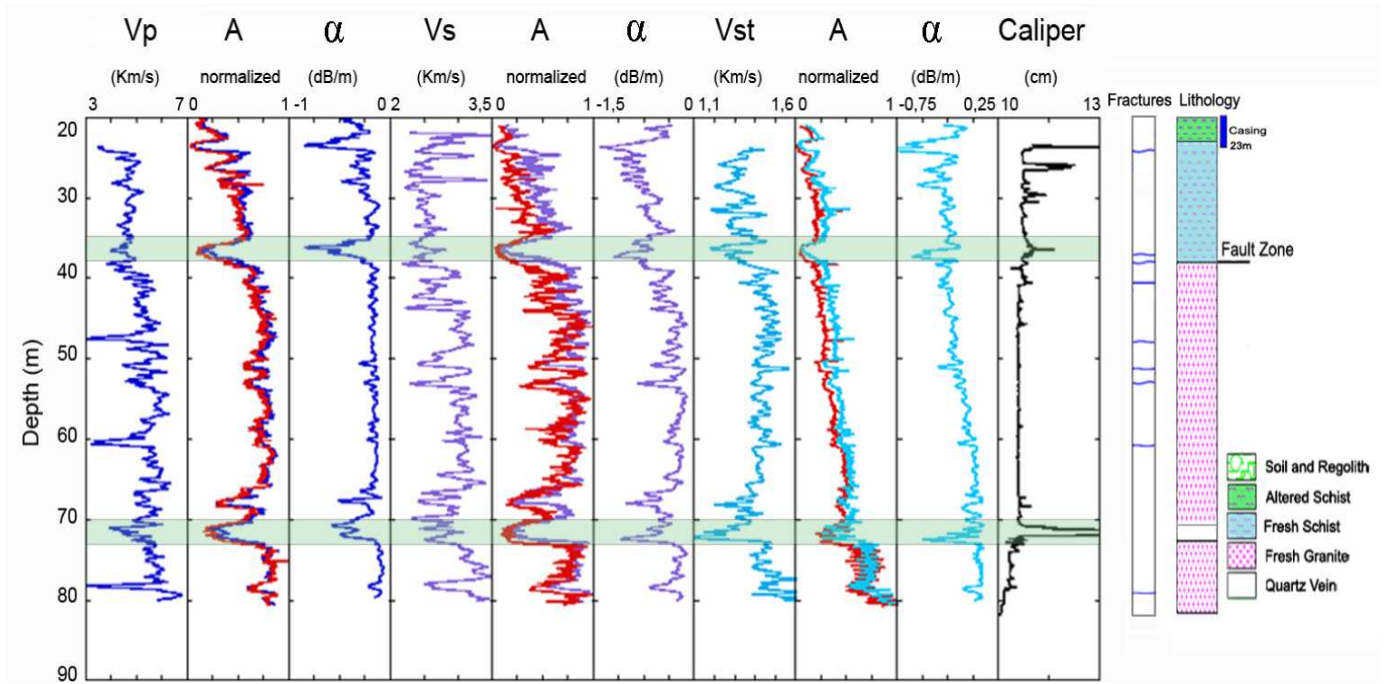 Vp A α Vs A α Vst A α Caliper
(Km/s) normalized (dB/m) (Km/s) normalized (dB/m) (Km/s) normalized (dB/m) (cm)
3 7 0 1 -1 0 2 3,5 0 1 -1,5 0 1,1 1,6 0 1 -0,75 0,25 10 13
Fractures Lithology
20
Casing
23m
30
Fault Zone
40
50
Depth (m)
60
Soil and Regolith
70
Altered Schist
Fresh Schist
Fresh Granite
80
Quartz Vein
90